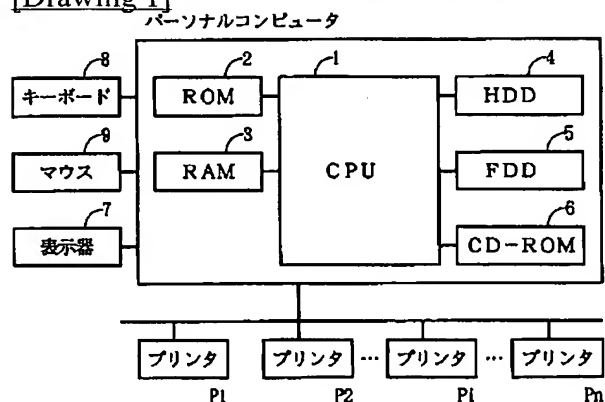 [Drawing 1]
パーソナルコンピュータ
8 2 1 4
キーボード ROM HDD
9 3 5
マウス RAM CPU FDD
7 6
表示器 CD-ROM
プリンタ プリンタ … プリンタ … プリンタ
P1 P2 Pi Pn